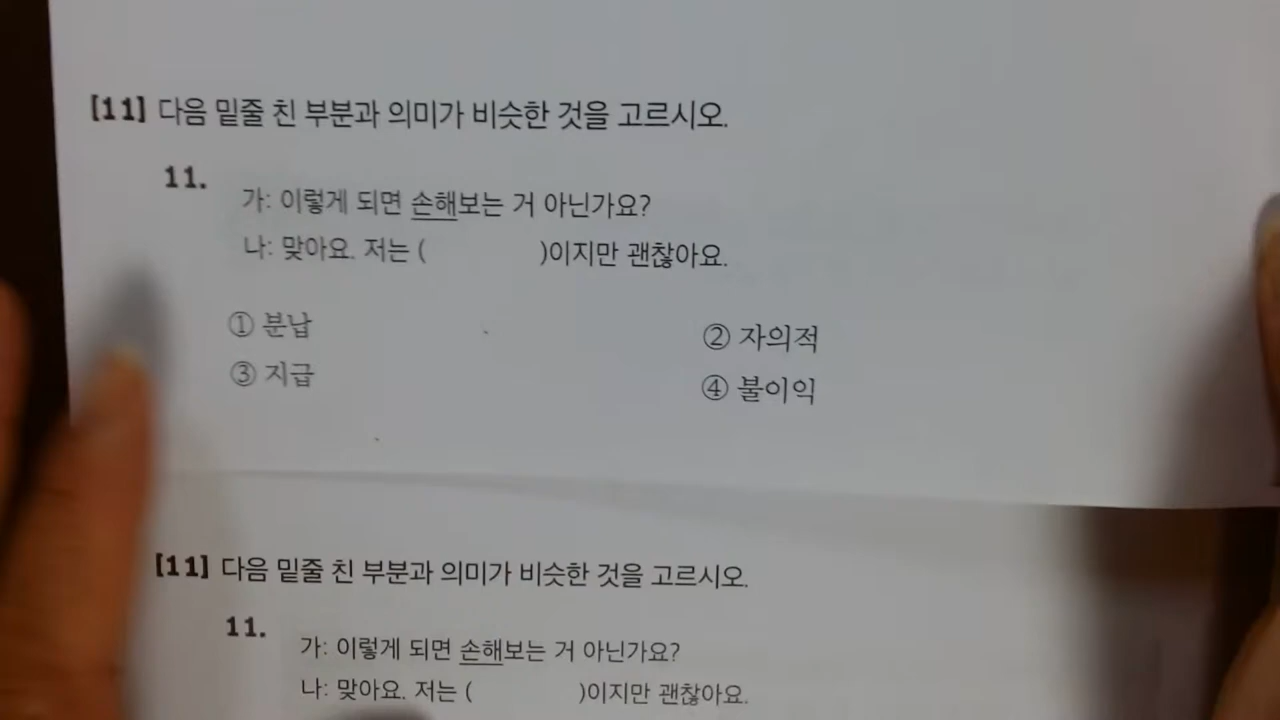 [11] 다음 밑줄 친 부분과 의미가 비슷한 것을 고르시오.
11.
가: 이렇게 되면 손해보는 거 아닌가요?
나: 맞아요. 저는 ( )이지만 괜찮아요.
① 분납 ② 자의적
③ 지급 ④ 불이익
[11] 다음 밑줄 친 부분과 의미가 비슷한 것을 고르시오.
11.
가: 이렇게 되면 손해보는 거 아닌가요?
나: 맞아요. 저는 ( )이지만 괜찮아요.